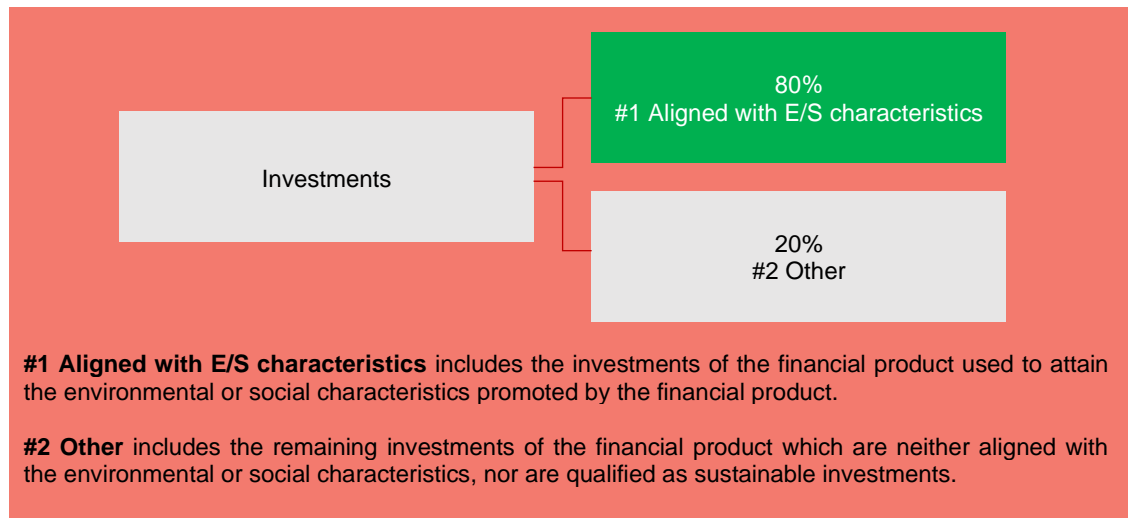 80%
#1 Aligned with E/S characteristics
Investments
20%
#2 Other
#1 Aligned with E/S characteristics includes the investments of the financial product used to attain
the environmental or social characteristics promoted by the financial product.
#2 Other includes the remaining investments of the financial product which are neither aligned with
the environmental or social characteristics, nor are qualified as sustainable investments.